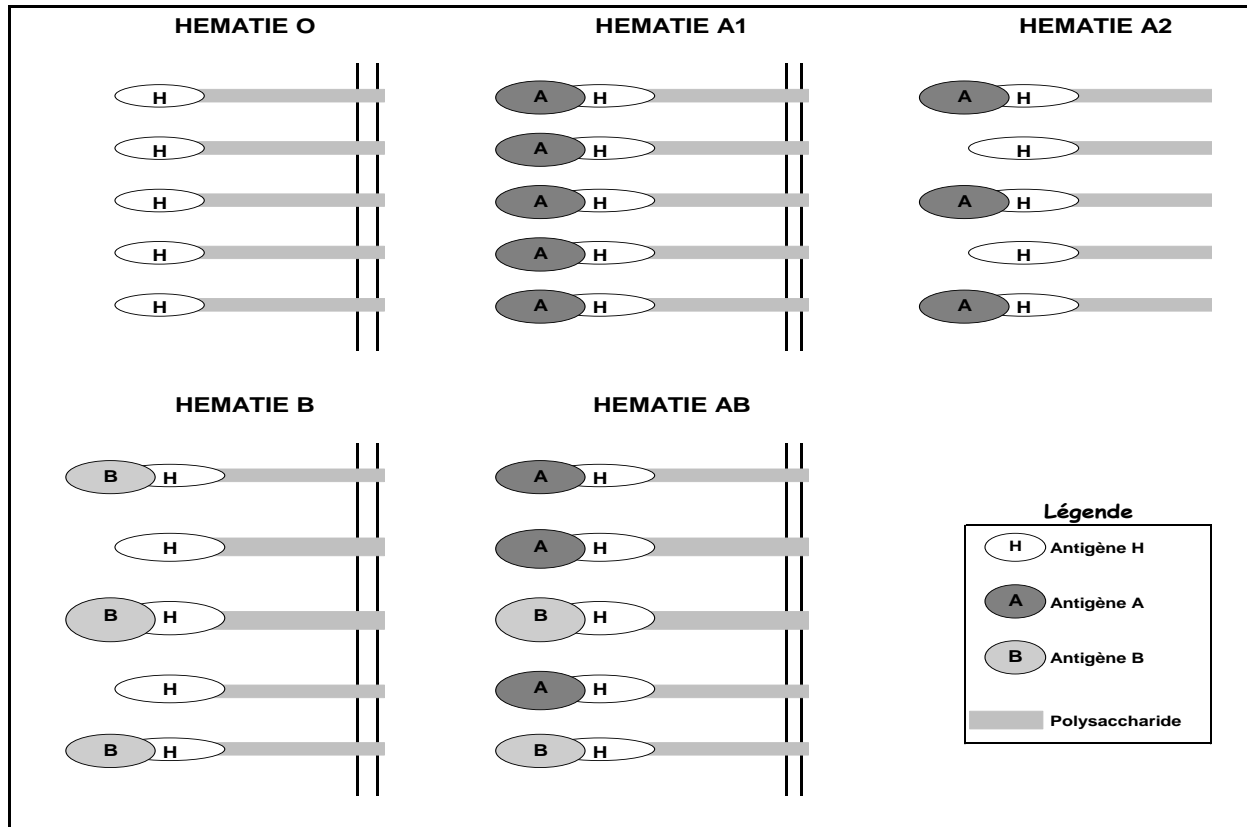 HEMATIE O HEMATIE A1 HEMATIE A2
H A H A H
H A H H
H A H A H
H A H H
H A H A H
HEMATIE B HEMATIE AB
B H A H
H A H
B H B H
H A H
B H B H
Légende
H Antigène H
A Antigène A
B Antigène B
Polysaccharide